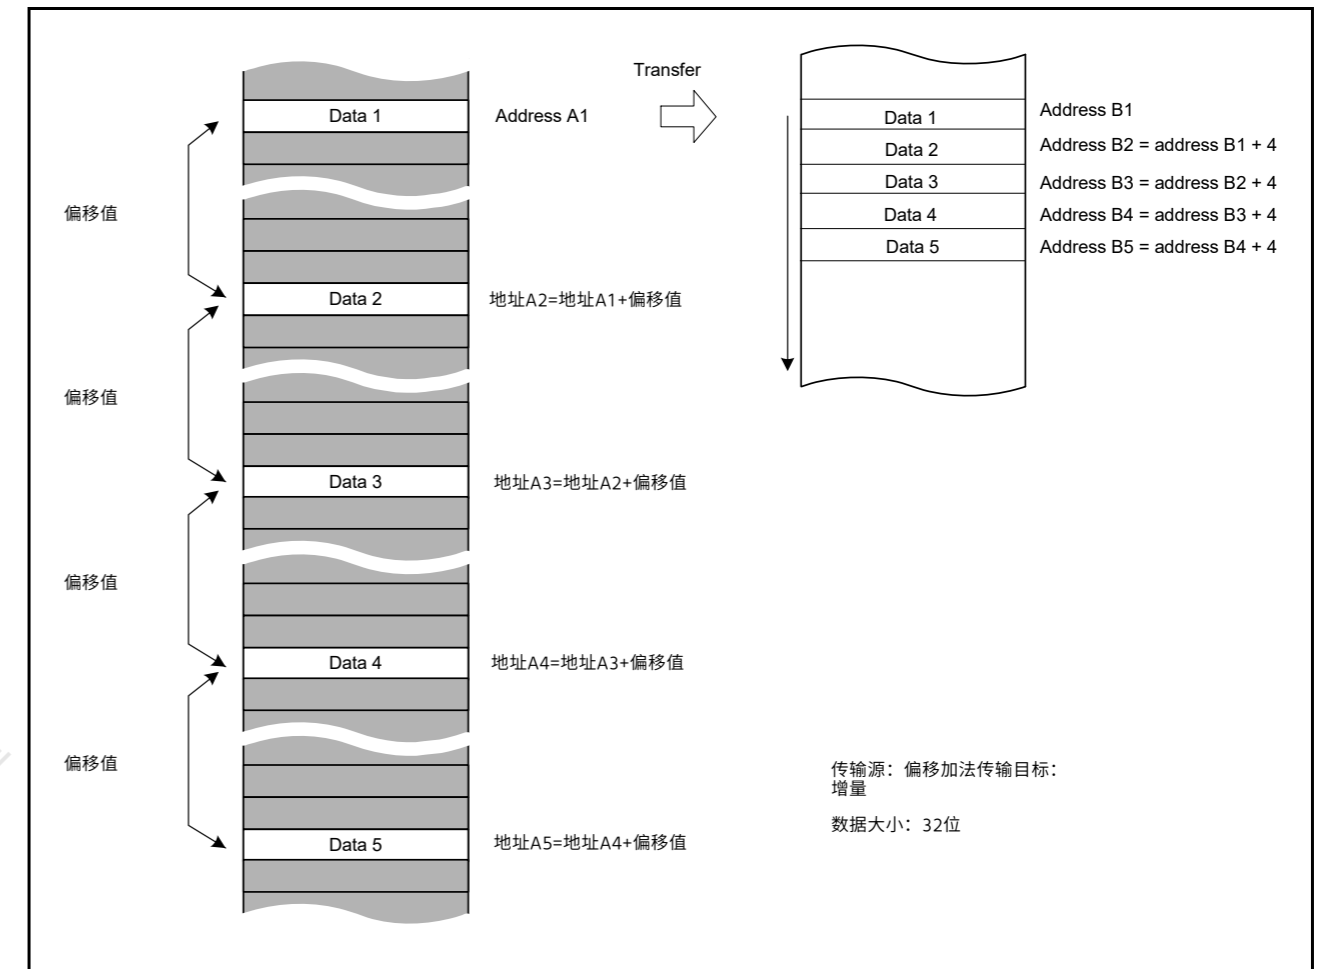 Transfer
Data 1
Address A1
Data 1
Address B1
Data 2
Address B2 = address B1 + 4
Data 3
Address B3 = address B2 + 4
Data 4
Address B4 = address B3 + 4
Data 5
Address B5 = address B4 + 4
偏移值
Data 2
地址A2=地址A1+偏移值
偏移值
Data 3
地址A3=地址A2+偏移值
偏移值
Data 4
地址A4=地址A3+偏移值
偏移值
Data 5
地址A5=地址A4+偏移值
传输源：偏移加法传输目标：
增量
数据大小：32位